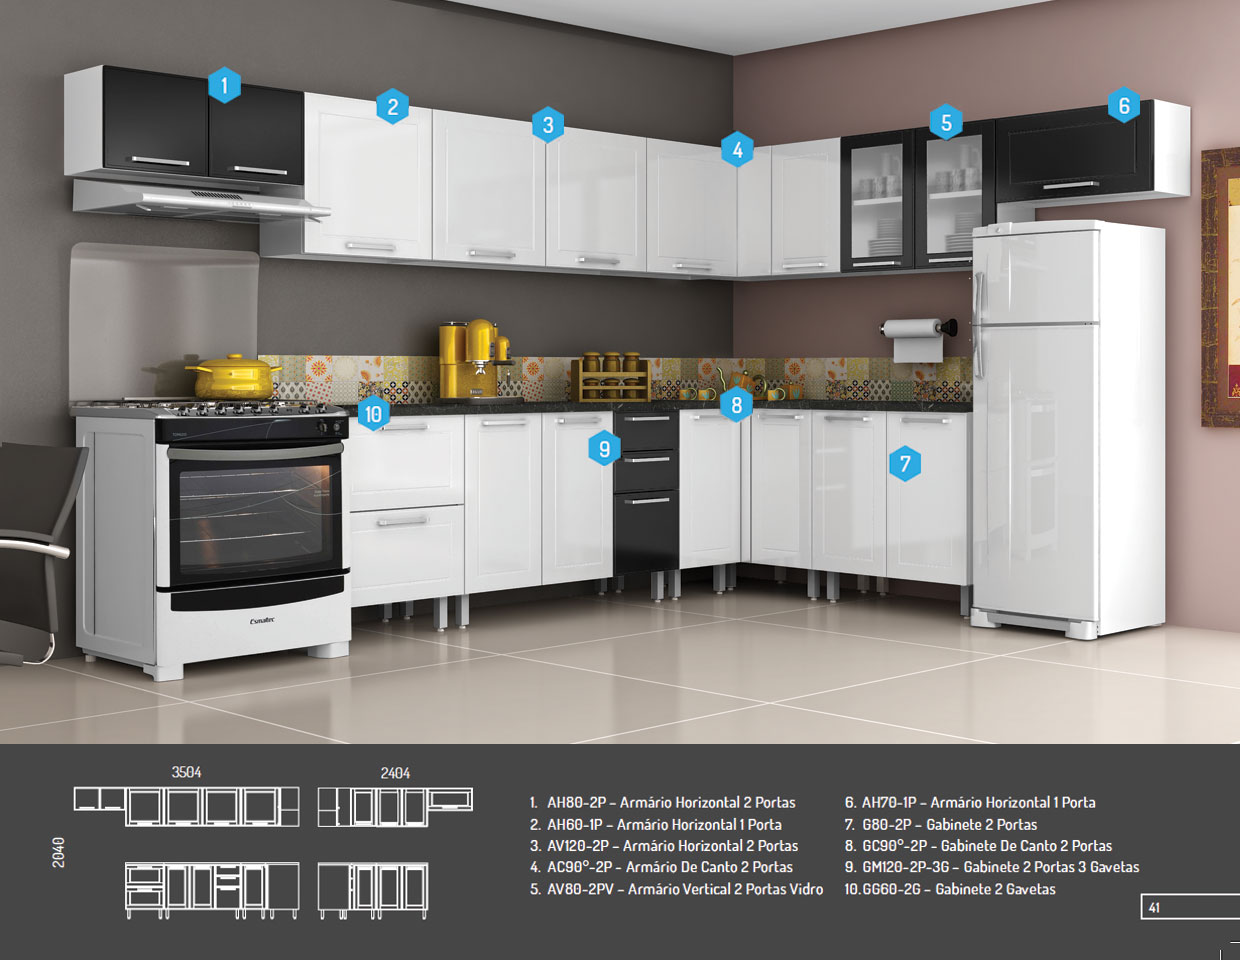 1
2
3
4
5
6
10
8
9
7
Esmaltec
3504
2404
2040
1. AH80-2P – Armário Horizontal 2 Portas
2. AH60-1P – Armário Horizontal 1 Porta
3. AV120-2P – Armário Horizontal 2 Portas
4. AC90°-2P – Armário De Canto 2 Portas
5. AV80-2PV – Armário Vertical 2 Portas Vidro
6. AH70-1P – Armário Horizontal 1 Porta
7. G80-2P – Gabinete 2 Portas
8. GC90°-2P – Gabinete De Canto 2 Portas
9. GM120-2P-3G – Gabinete 2 Portas 3 Gavetas
10. GG60-2G – Gabinete 2 Gavetas
41